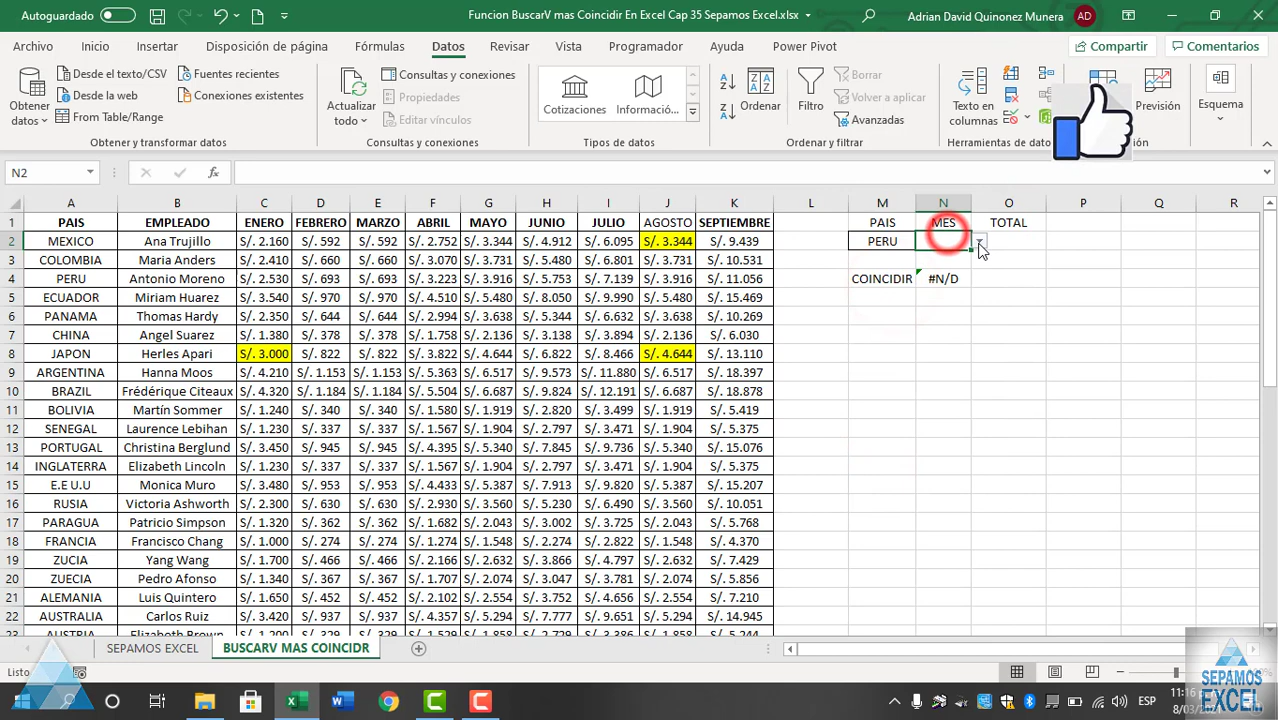 Autoguardado
Funcion BuscarV mas Coincidir En Excel Cap 35 Sepamos Excel.xlsx
Adrian David Quinonez Munera AD
Archivo Inicio Insertar Disposición de página Fórmulas Datos Revisar Vista Programador Ayuda Power Pivot Compartir Comentarios
Obtener datos
Desde el texto/CSV
Desde la web
From Table/Range
Fuentes recientes
Conexiones existentes
Obtener y transformar datos
Actualizar todo
Consultas y conexiones
Propiedades
Editar vínculos
Consultas y conexiones
Cotizaciones Informació...
Tipos de datos
Ordenar
Filtro
Borrar
Volver a aplicar
Avanzadas
Ordenar y filtrar
Texto en columnas
Herramientas de dato
Previsión
Esquema
N2
fx
A B C D E F G H I J K L M N O P Q R
1 PAIS EMPLEADO ENERO FEBRERO MARZO ABRIL MAYO JUNIO JULIO AGOSTO SEPTIEMBRE PAIS MES TOTAL
2 MEXICO Ana Trujillo S/. 2.160 S/. 592 S/. 592 S/. 2.752 S/. 3.344 S/. 4.912 S/. 6.095 S/. 3.344 S/. 9.439 PERU
3 COLOMBIA Maria Anders S/. 2.410 S/. 660 S/. 660 S/. 3.070 S/. 3.731 S/. 5.480 S/. 6.801 S/. 3.731 S/. 10.531
4 PERU Antonio Moreno S/. 2.530 S/. 693 S/. 693 S/. 3.223 S/. 3.916 S/. 5.753 S/. 7.139 S/. 3.916 S/. 11.056 COINCIDIR #N/D
5 ECUADOR Miriam Huarez S/. 3.540 S/. 970 S/. 970 S/. 4.510 S/. 5.480 S/. 8.050 S/. 9.990 S/. 5.480 S/. 15.469
6 PANAMA Thomas Hardy S/. 2.350 S/. 644 S/. 644 S/. 2.994 S/. 3.638 S/. 5.344 S/. 6.632 S/. 3.638 S/. 10.269
7 CHINA Angel Suarez S/. 1.380 S/. 378 S/. 378 S/. 1.758 S/. 2.136 S/. 3.138 S/. 3.894 S/. 2.136 S/. 6.030
8 JAPON Herles Apari S/. 3.000 S/. 822 S/. 822 S/. 3.822 S/. 4.644 S/. 6.822 S/. 8.466 S/. 4.644 S/. 13.110
9 ARGENTINA Hanna Moos S/. 4.210 S/. 1.153 S/. 1.153 S/. 5.363 S/. 6.517 S/. 9.573 S/. 11.880 S/. 6.517 S/. 18.397
10 BRAZIL Frédérique Citeaux S/. 4.320 S/. 1.184 S/. 1.184 S/. 5.504 S/. 6.687 S/. 9.824 S/. 12.191 S/. 6.687 S/. 18.878
11 BOLIVIA Martín Sommer S/. 1.240 S/. 340 S/. 340 S/. 1.580 S/. 1.919 S/. 2.820 S/. 3.499 S/. 1.919 S/. 5.419
12 SENEGAL Laurence Lebihan S/. 1.230 S/. 337 S/. 337 S/. 1.567 S/. 1.904 S/. 2.797 S/. 3.471 S/. 1.904 S/. 5.375
13 PORTUGAL Christina Berglund S/. 3.450 S/. 945 S/. 945 S/. 4.395 S/. 5.340 S/. 7.845 S/. 9.736 S/. 5.340 S/. 15.076
14 INGLATERRA Elizabeth Lincoln S/. 1.230 S/. 337 S/. 337 S/. 1.567 S/. 1.904 S/. 2.797 S/. 3.471 S/. 1.904 S/. 5.375
15 E.E U.U Monica Muro S/. 3.480 S/. 953 S/. 953 S/. 4.433 S/. 5.387 S/. 7.913 S/. 9.820 S/. 5.387 S/. 15.207
16 RUSIA Victoria Ashworth S/. 2.300 S/. 630 S/. 630 S/. 2.930 S/. 3.560 S/. 5.230 S/. 6.491 S/. 3.560 S/. 10.051
17 PARAGUA Patricio Simpson S/. 1.320 S/. 362 S/. 362 S/. 1.682 S/. 2.043 S/. 3.002 S/. 3.725 S/. 2.043 S/. 5.768
18 FRANCIA Francisco Chang S/. 1.000 S/. 274 S/. 274 S/. 1.274 S/. 1.548 S/. 2.274 S/. 2.822 S/. 1.548 S/. 4.370
19 ZUCIA Yang Wang S/. 1.700 S/. 466 S/. 466 S/. 2.166 S/. 2.632 S/. 3.866 S/. 4.797 S/. 2.632 S/. 7.429
20 ZUECIA Pedro Afonso S/. 1.340 S/. 367 S/. 367 S/. 1.707 S/. 2.074 S/. 3.047 S/. 3.781 S/. 2.074 S/. 5.856
21 ALEMANIA Luis Quintero S/. 1.650 S/. 452 S/. 452 S/. 2.102 S/. 2.554 S/. 3.752 S/. 4.656 S/. 2.554 S/. 7.210
22 AUSTRALIA Carlos Ruiz S/. 3.420 S/. 937 S/. 937 S/. 4.357 S/. 5.294 S/. 7.777 S/. 9.651 S/. 5.294 S/. 14.945
23 AUSTRIA Elizabeth Brown S/. 1.200 S/. 329 S/. 329
SEPAMOS EXCEL BUSCARV MAS COINCIDR
Listo
ESP
11:16 p.
8/03/202
SEPAMOS
EXCEL